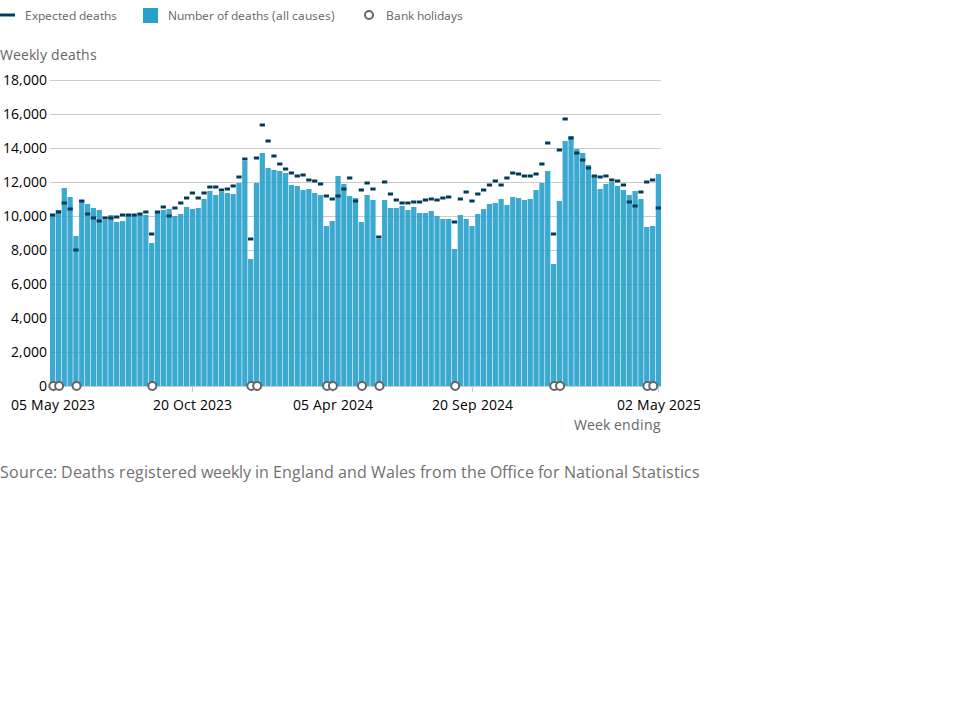 Expected deaths Number of deaths (all causes) Bank holidays
Weekly deaths
18,000
16,000
14,000
12,000
10,000
8,000
6,000
4,000
2,000
0
05 May 2023 20 Oct 2023 05 Apr 2024 20 Sep 2024 02 May 2025
Week ending
Source: Deaths registered weekly in England and Wales from the Office for National Statistics